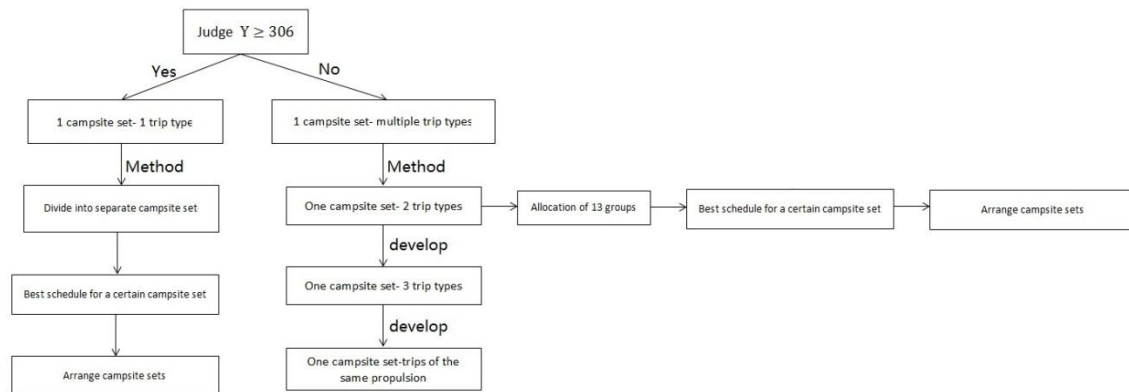 Judge Y ≥ 306
Yes
No
1 campsite set- 1 trip type
1 campsite set- multiple trip types
Method
Method
Divide into separate campsite set
One campsite set- 2 trip types
Allocation of 13 groups
Best schedule for a certain campsite set
Arrange campsite sets
develop
Best schedule for a certain campsite set
One campsite set- 3 trip types
develop
Arrange campsite sets
One campsite set-trips of the
same propulsion